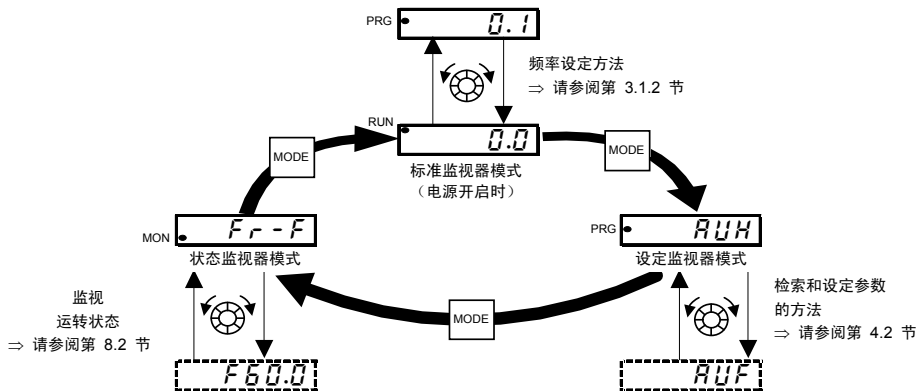 PRG
0.1
频率设定方法
⇒ 请参阅第 3.1.2 节
RUN
0.0
MODE
MODE
标准监视器模式
（电源开启时）
MON
Fr-F
状态监视器模式
PRG
AUH
设定监视器模式
监视
运转状态
⇒ 请参阅第 8.2 节
MODE
检索和设定参数
的方法
⇒ 请参阅第 4.2 节
F60.0
AUF